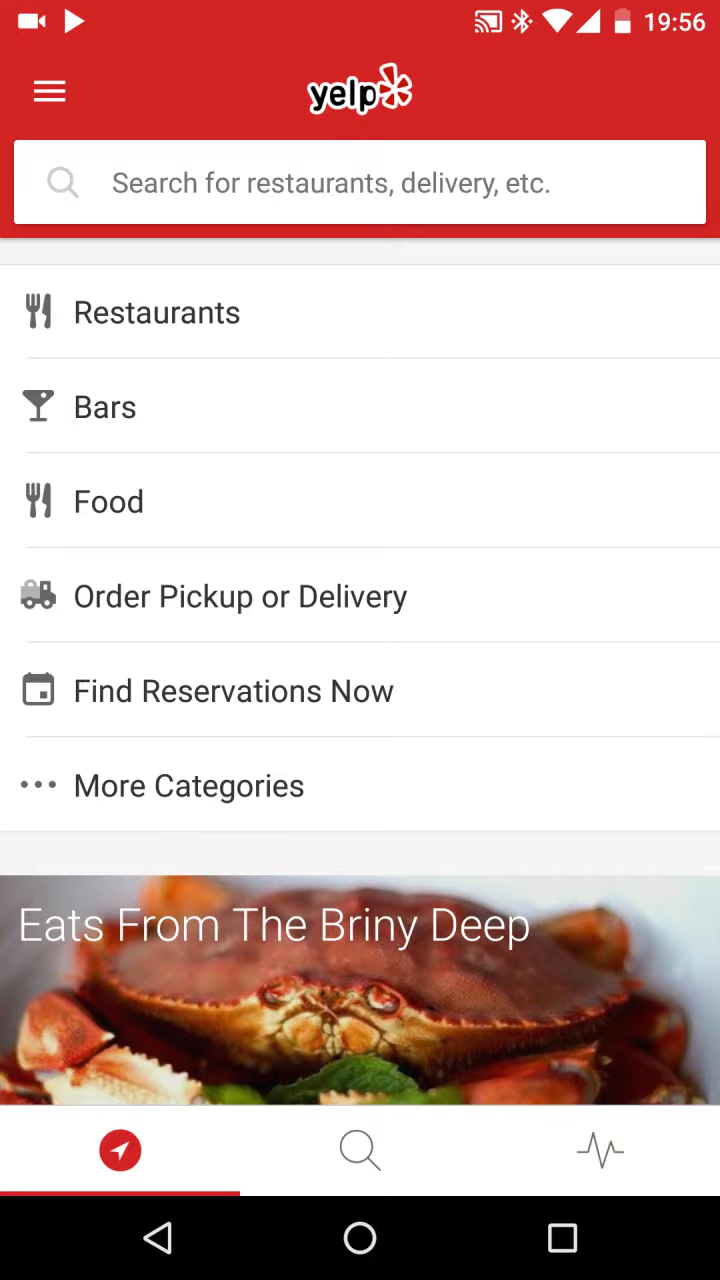 19:56
yelp
Search for restaurants, delivery, etc.
Restaurants
Bars
Food
Order Pickup or Delivery
Find Reservations Now
More Categories
Eats From The Briny Deep